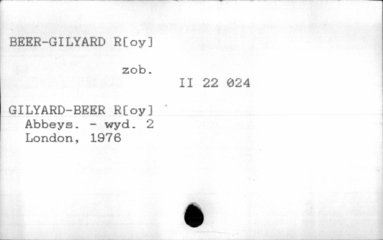 BEER-GILYARD R[oy]
zob.
II 22 024
GILYARD-BEER R[oy]
Abbeys. - wyd. 2
London, 1976